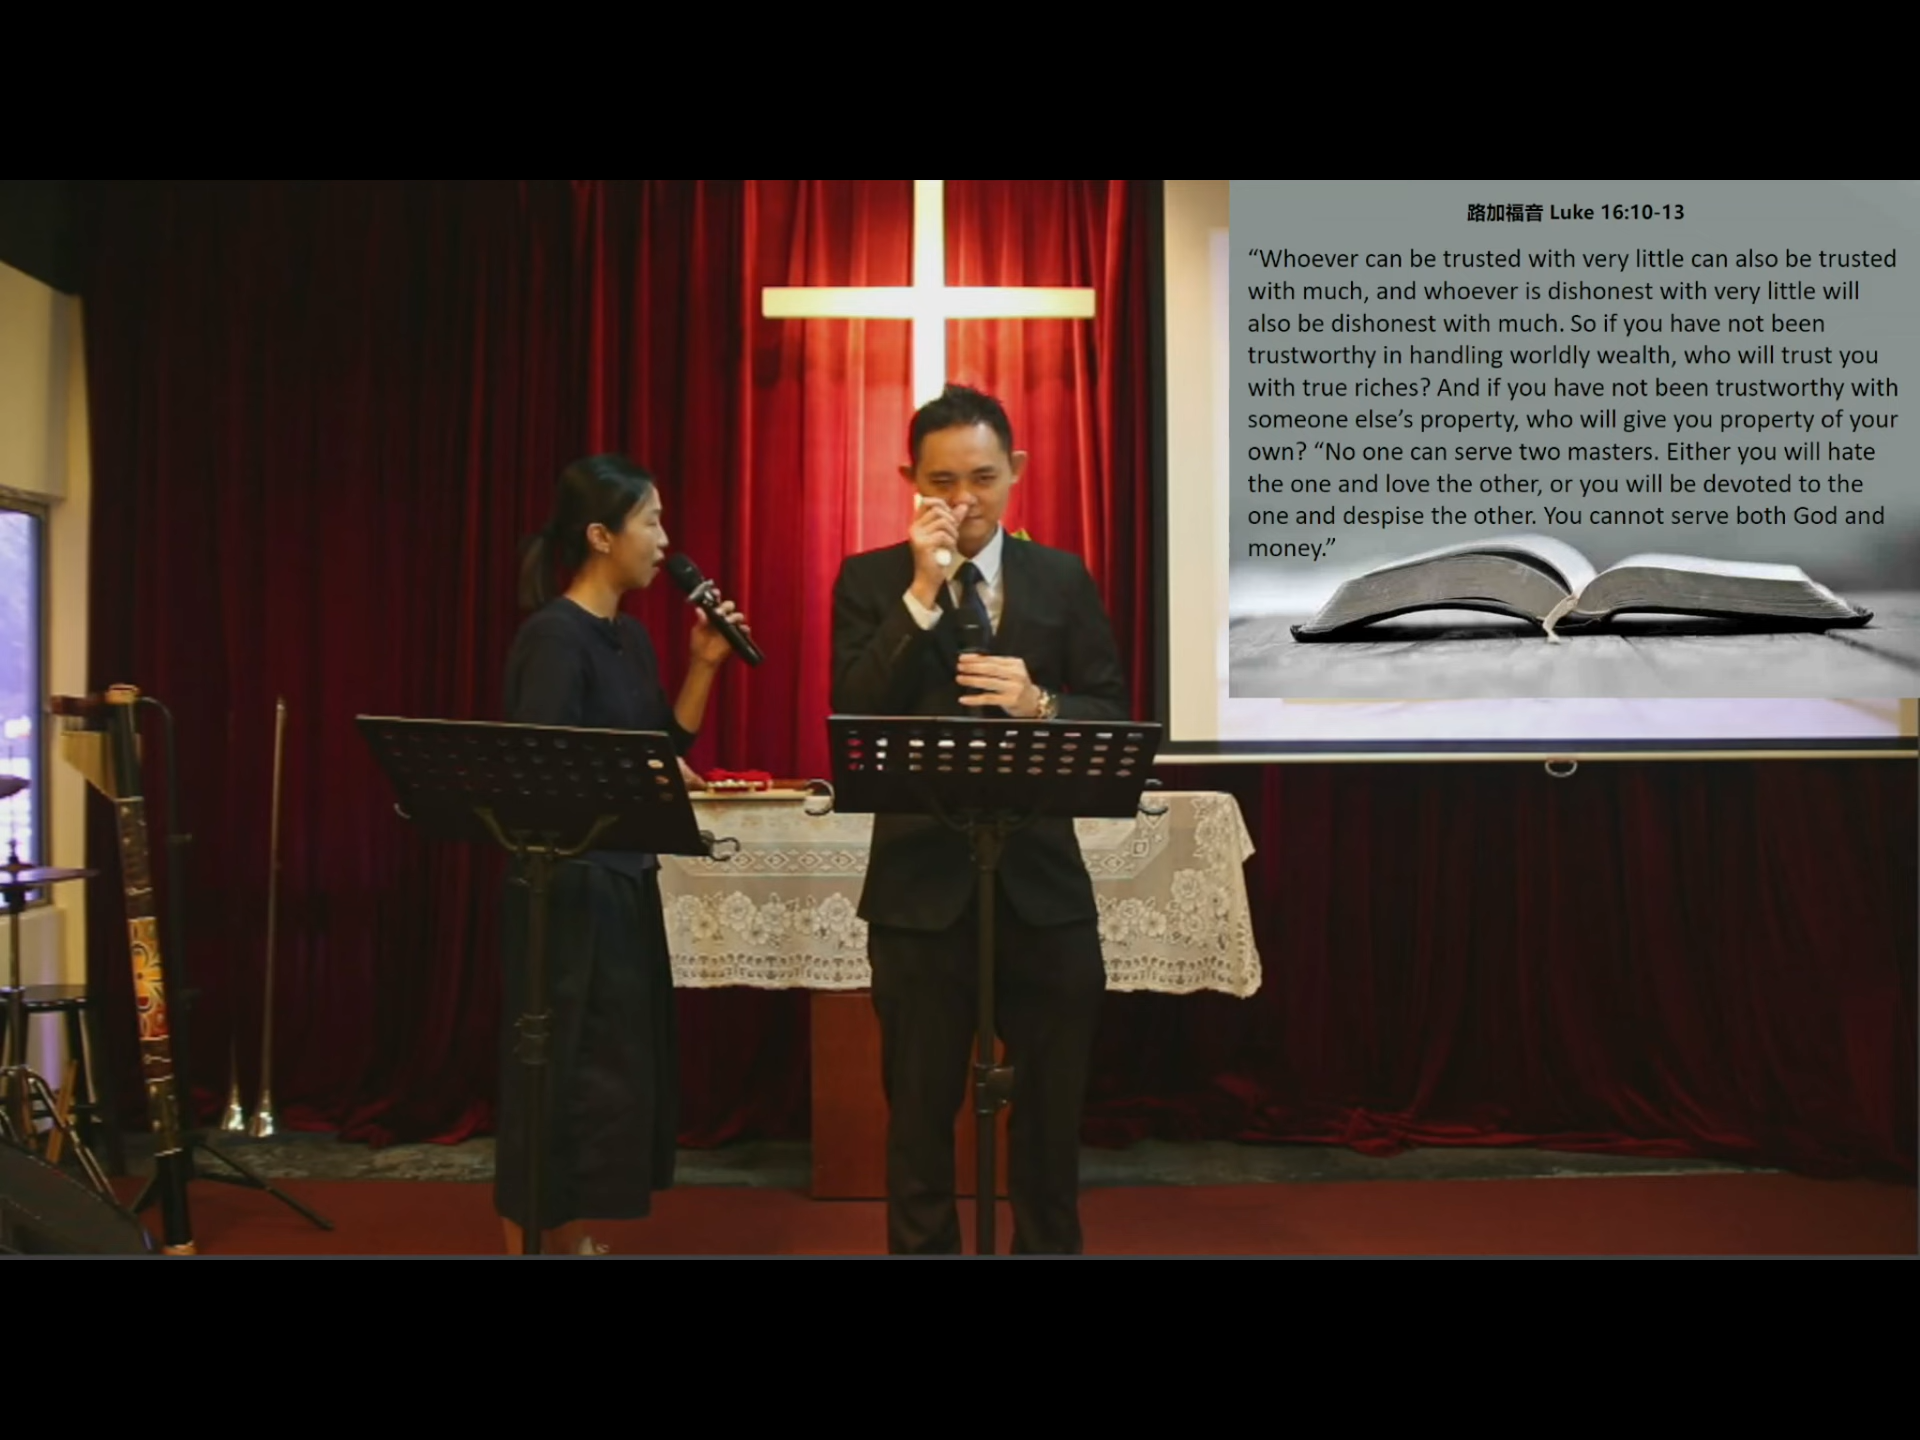 路加福音 Luke 16:10-13
“Whoever can be trusted with very little can also be trusted
with much, and whoever is dishonest with very little will
also be dishonest with much. So if you have not been
trustworthy in handling worldly wealth, who will trust you
with true riches? And if you have not been trustworthy with
someone else’s property, who will give you property of your
own? “No one can serve two masters. Either you will hate
the one and love the other, or you will be devoted to the
one and despise the other. You cannot serve both God and
money.”